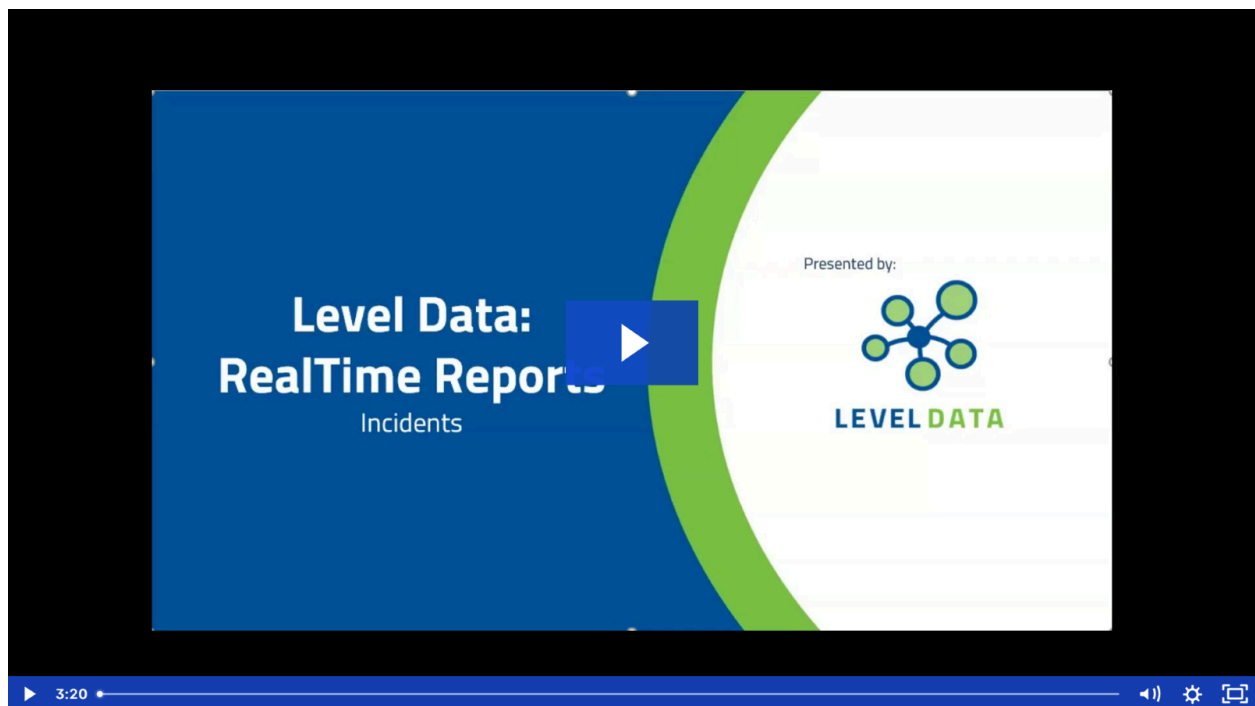 Level Data:
RealTime Reports
Incidents
Presented by:
LEVEL DATA
3:20